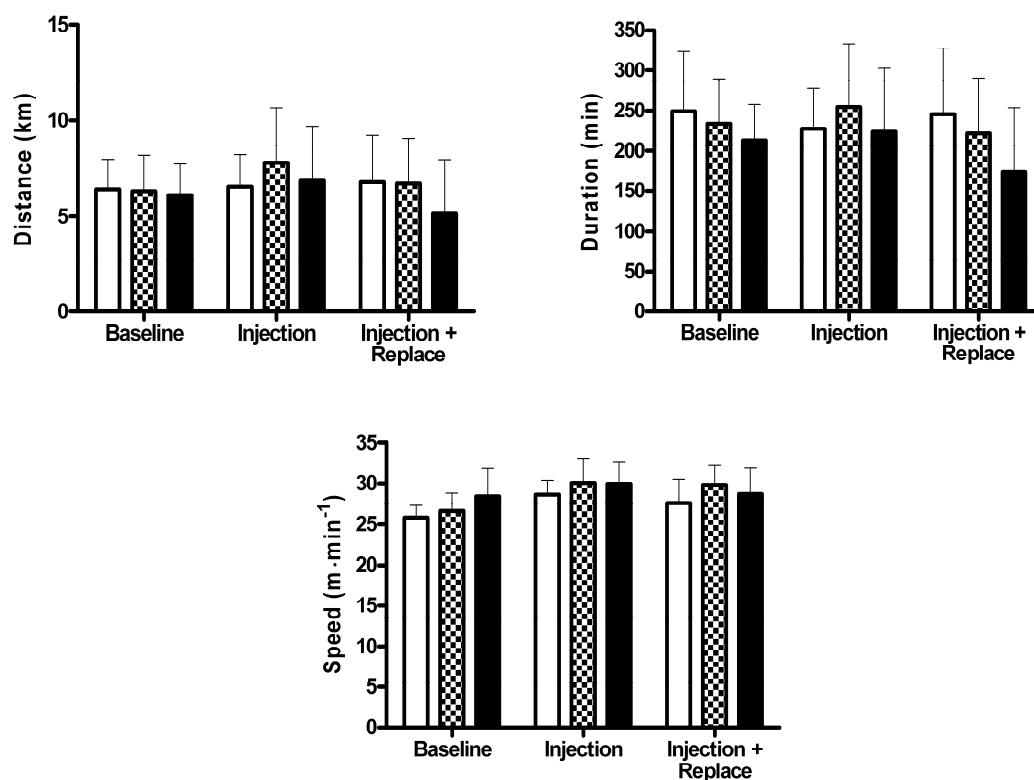 15
10
5
0
Distance (km)
Baseline
Injection
Injection +
Replace
350
300
250
200
150
100
50
0
Duration (min)
Baseline
Injection
Injection +
Replace
35
30
25
20
15
10
5
0
Speed (m·min⁻¹)
Baseline
Injection
Injection +
Replace